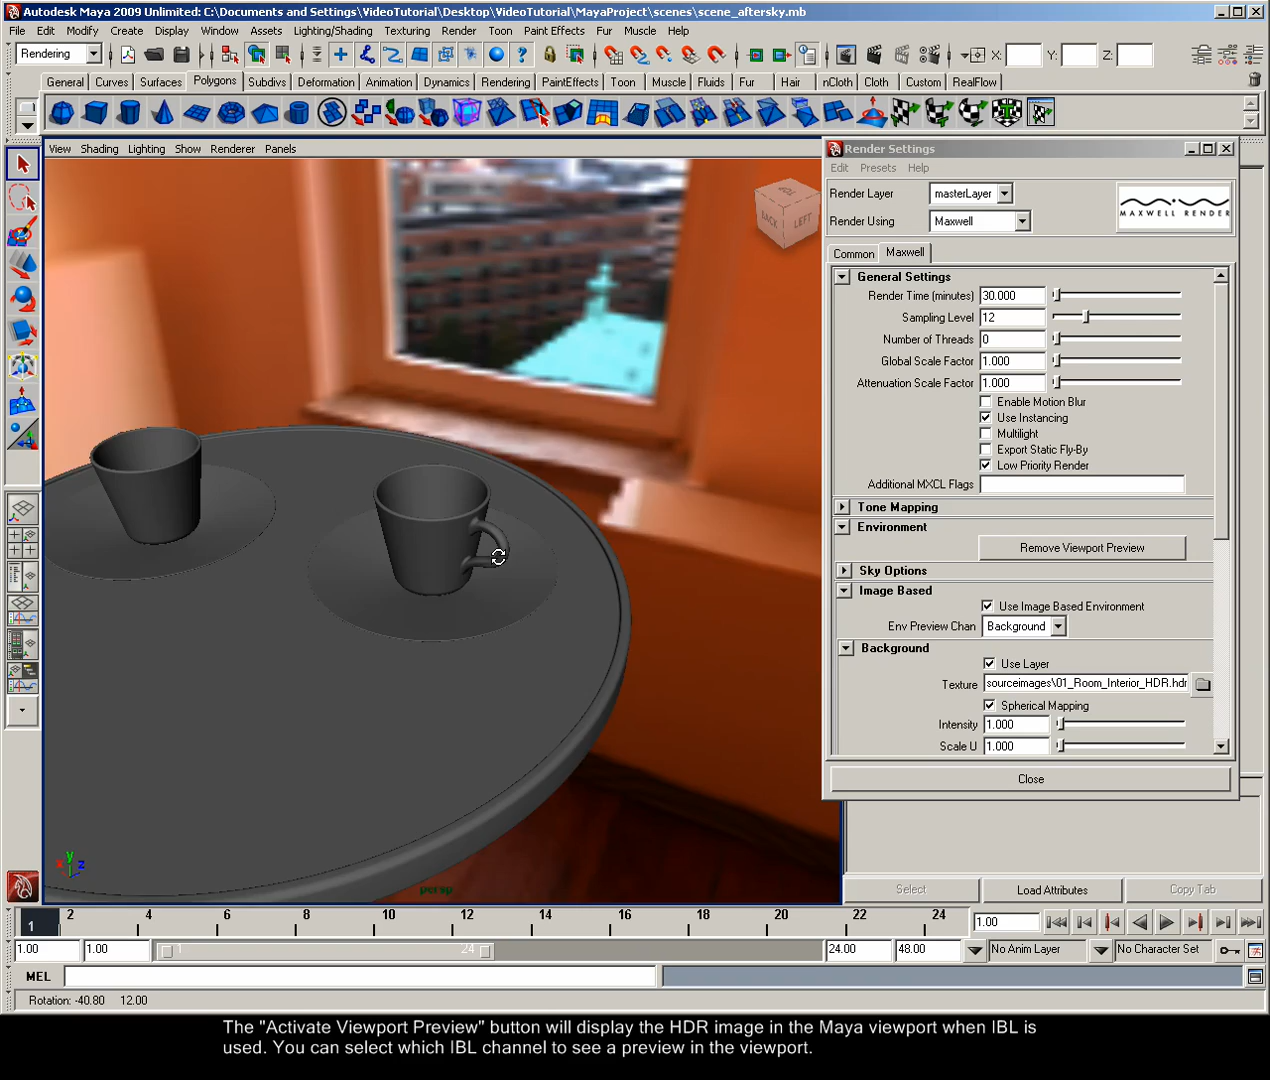 Autodesk Maya 2009 Unlimited: C:\Documents and Settings\VideoTutorial\Desktop\VideoTutorial\MayaProject\scenes\scene_aftersky.mb
File Edit Modify Create Display Window Assets Lighting/Shading Texturing Render Toon Paint Effects Fur Muscle Help
Rendering X: Y: Z:
General Curves Surfaces Polygons Subdivs Deformation Animation Dynamics Rendering PaintEffects Toon Muscle Fluids Fur Hair nCloth Cloth Custom RealFlow
View Shading Lighting Show Renderer Panels
BACK LEFT
persp
Render Settings
Edit Presets Help
Render Layer masterLayer
Render Using Maxwell
MAXWELL RENDER
Common Maxwell
General Settings
Render Time (minutes) 30.000
Sampling Level 12
Number of Threads 0
Global Scale Factor 1.000
Attenuation Scale Factor 1.000
Enable Motion Blur
Use Instancing
Multilight
Export Static Fly-By
Low Priority Render
Additional MXCL Flags
Tone Mapping
Environment
Remove Viewport Preview
Sky Options
Image Based
Use Image Based Environment
Env Preview Chan Background
Background
Use Layer
Texture sourceimages\01_Room_Interior_HDR.hdr
Spherical Mapping
Intensity 1.000
Scale U 1.000
Close
Select Load Attributes Copy Tab
1 2 4 6 8 10 12 14 16 18 20 22 24 1.00
1.00 1.00 1 24 24.00 48.00 No Anim Layer No Character Set
MEL
Rotation: -40.80 12.00
The "Activate Viewport Preview" button will display the HDR image in the Maya viewport when IBL is
used. You can select which IBL channel to see a preview in the viewport.